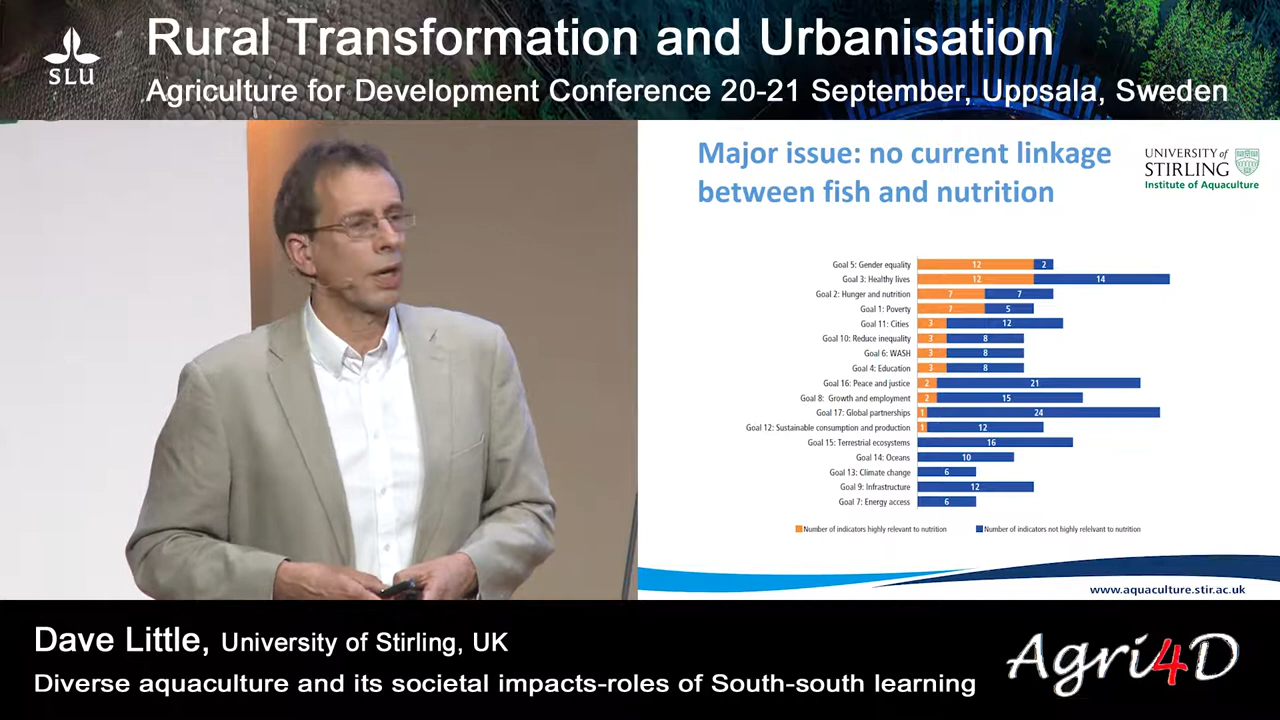 SLU
Rural Transformation and Urbanisation
Agriculture for Development Conference 20-21 September, Uppsala, Sweden
Major issue: no current linkage
between fish and nutrition
UNIVERSITY of
STIRLING
Institute of Aquaculture
Goal 5: Gender equality 12 2
Goal 3: Healthy lives 12 14
Goal 2: Hunger and nutrition 7 7
Goal 1: Poverty 7 5
Goal 11: Cities 3 12
Goal 10: Reduce inequality 3 8
Goal 6: WASH 3 8
Goal 4: Education 3 8
Goal 16: Peace and justice 2 21
Goal 8: Growth and employment 2 15
Goal 17: Global partnerships 1 24
Goal 12: Sustainable consumption and production 1 12
Goal 15: Terrestrial ecosystems 16
Goal 14: Oceans 10
Goal 13: Climate change 6
Goal 9: Infrastructure 12
Goal 7: Energy access 6
Number of indicators highly relevant to nutrition Number of indicators not highly relelvant to nutrition
www.aquaculture.stir.ac.uk
Dave Little, University of Stirling, UK
Diverse aquaculture and its societal impacts-roles of South-south learning
Agri4D